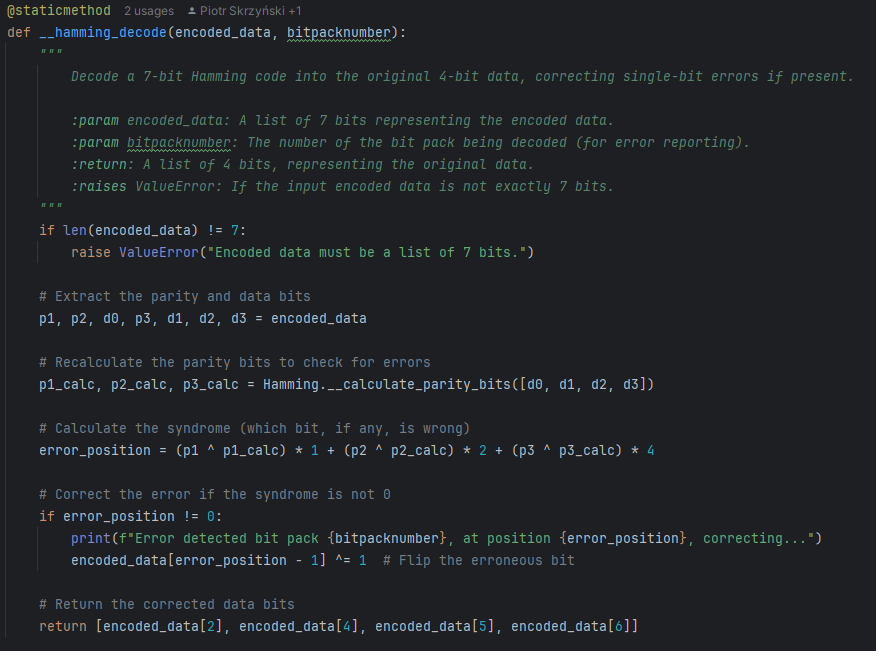 @staticmethod 2 usages Piotr Skrzyński +1
def __hamming_decode(encoded_data, bitpacknumber):
    """
        Decode a 7-bit Hamming code into the original 4-bit data, correcting single-bit errors if present.

        :param encoded_data: A list of 7 bits representing the encoded data.
        :param bitpacknumber: The number of the bit pack being decoded (for error reporting).
        :return: A list of 4 bits, representing the original data.
        :raises ValueError: If the input encoded data is not exactly 7 bits.
    """
    if len(encoded_data) != 7:
        raise ValueError("Encoded data must be a list of 7 bits.")

    # Extract the parity and data bits
    p1, p2, d0, p3, d1, d2, d3 = encoded_data

    # Recalculate the parity bits to check for errors
    p1_calc, p2_calc, p3_calc = Hamming.__calculate_parity_bits([d0, d1, d2, d3])

    # Calculate the syndrome (which bit, if any, is wrong)
    error_position = (p1 ^ p1_calc) * 1 + (p2 ^ p2_calc) * 2 + (p3 ^ p3_calc) * 4

    # Correct the error if the syndrome is not 0
    if error_position != 0:
        print(f"Error detected bit pack {bitpacknumber}, at position {error_position}, correcting...")
        encoded_data[error_position - 1] ^= 1  # Flip the erroneous bit

    # Return the corrected data bits
    return [encoded_data[2], encoded_data[4], encoded_data[5], encoded_data[6]]